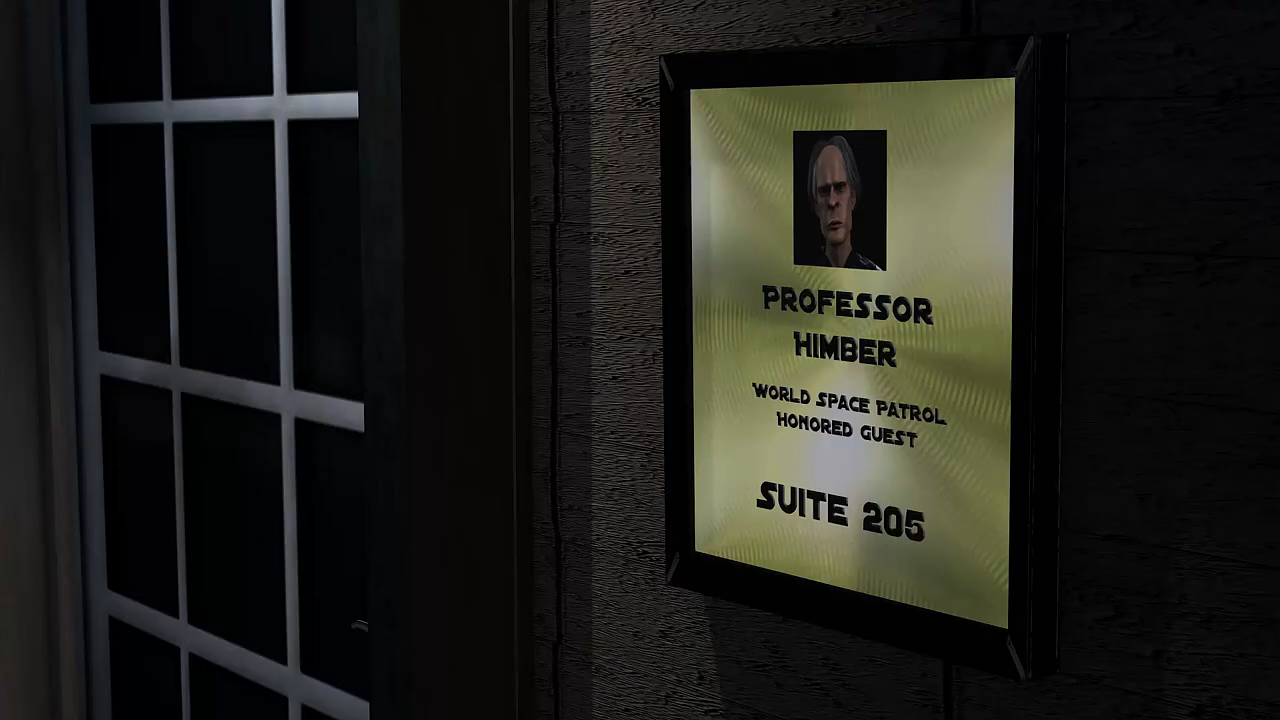 PROFESSOR
HIMBER
WORLD SPACE PATROL
HONORED GUEST
SUITE 205